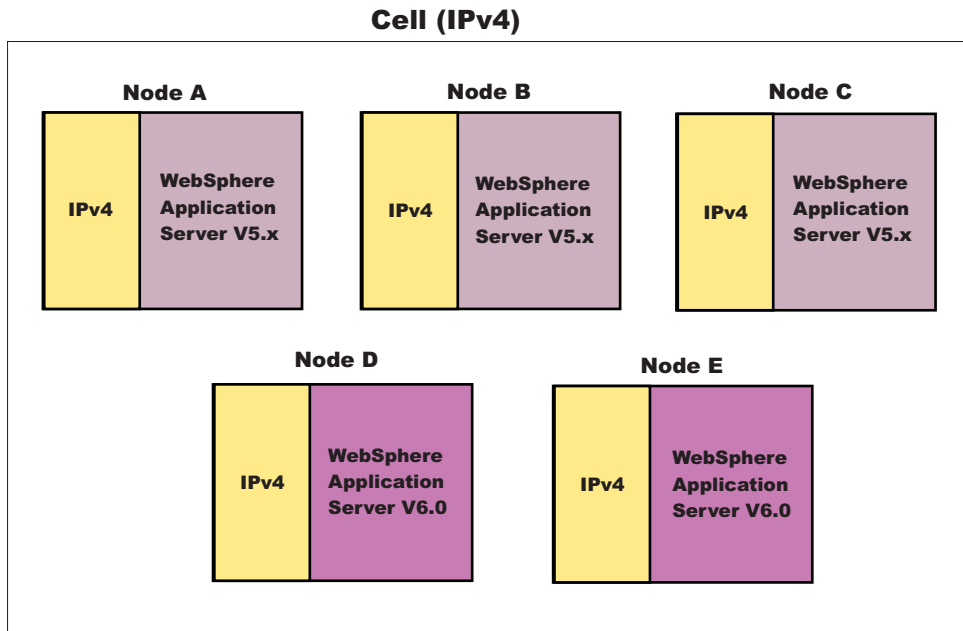 Cell (IPv4)
Node A
Node B
Node C
IPv4
WebSphere
Application
Server V5.x
IPv4
WebSphere
Application
Server V5.x
IPv4
WebSphere
Application
Server V5.x
Node D
Node E
IPv4
WebSphere
Application
Server V6.0
IPv4
WebSphere
Application
Server V6.0